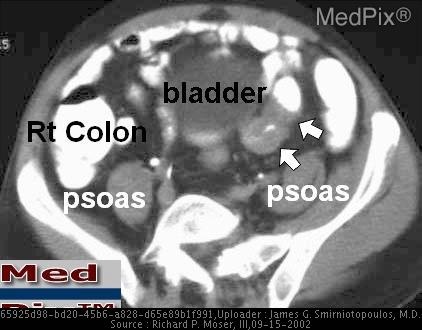 MedPix®
15
bladder
Rt Colon
psoas
psoas
Med
65925d98-bd20-45b6-a828-d65e89b1f991,Uploader : James G. Smirniotopoulos, M.D.
Source : Richard P. Moser, III,09-15-2002